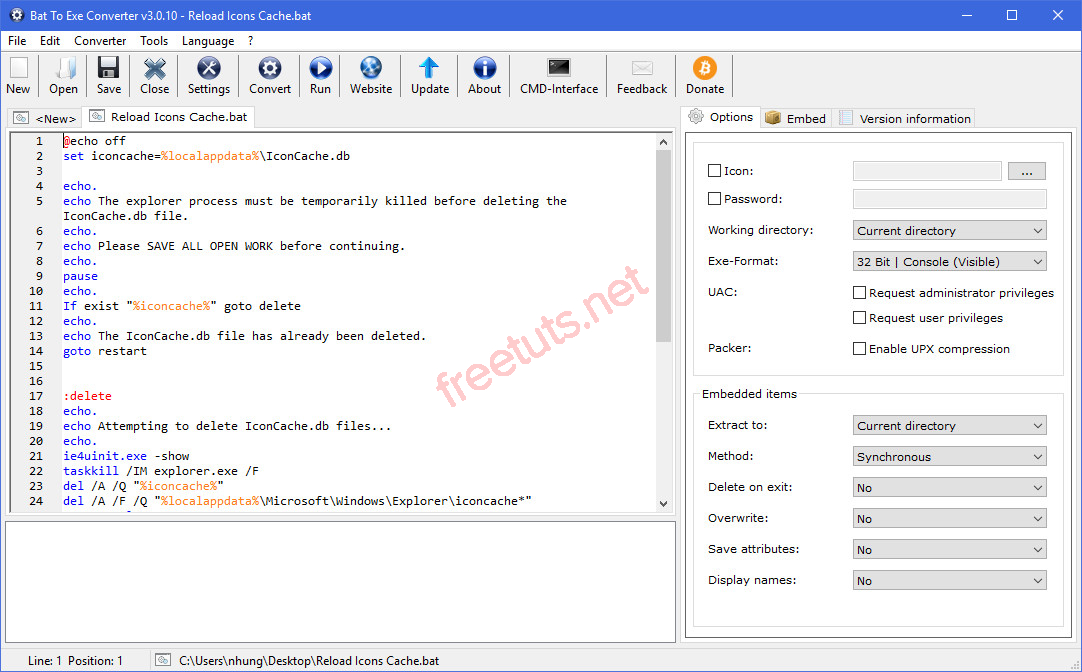 Bat To Exe Converter v3.0.10 - Reload Icons Cache.bat
File Edit Converter Tools Language ?
New Open Save Close Settings Convert Run Website Update About CMD-Interface Feedback Donate
<New> Reload Icons Cache.bat
1 @echo off
2 set iconcache=%localappdata%\IconCache.db
3
4 echo.
5 echo The explorer process must be temporarily killed before deleting the
IconCache.db file.
6 echo.
7 echo Please SAVE ALL OPEN WORK before continuing.
8 echo.
9 pause
10 echo.
11 If exist "%iconcache%" goto delete
12 echo.
13 echo The IconCache.db file has already been deleted.
14 goto restart
15
16
17 :delete
18 echo.
19 echo Attempting to delete IconCache.db files...
20 echo.
21 ie4uinit.exe -show
22 taskkill /IM explorer.exe /F
23 del /A /Q "%iconcache%"
24 del /A /F /Q "%localappdata%\Microsoft\Windows\Explorer\iconcache*"
freetuts.net
Options Embed Version information
Icon: ...
Password:
Working directory: Current directory
Exe-Format: 32 Bit | Console (Visible)
UAC: Request administrator privileges
Request user privileges
Packer: Enable UPX compression
Embedded items
Extract to: Current directory
Method: Synchronous
Delete on exit: No
Overwrite: No
Save attributes: No
Display names: No
Line: 1 Position: 1 C:\Users\nhung\Desktop\Reload Icons Cache.bat